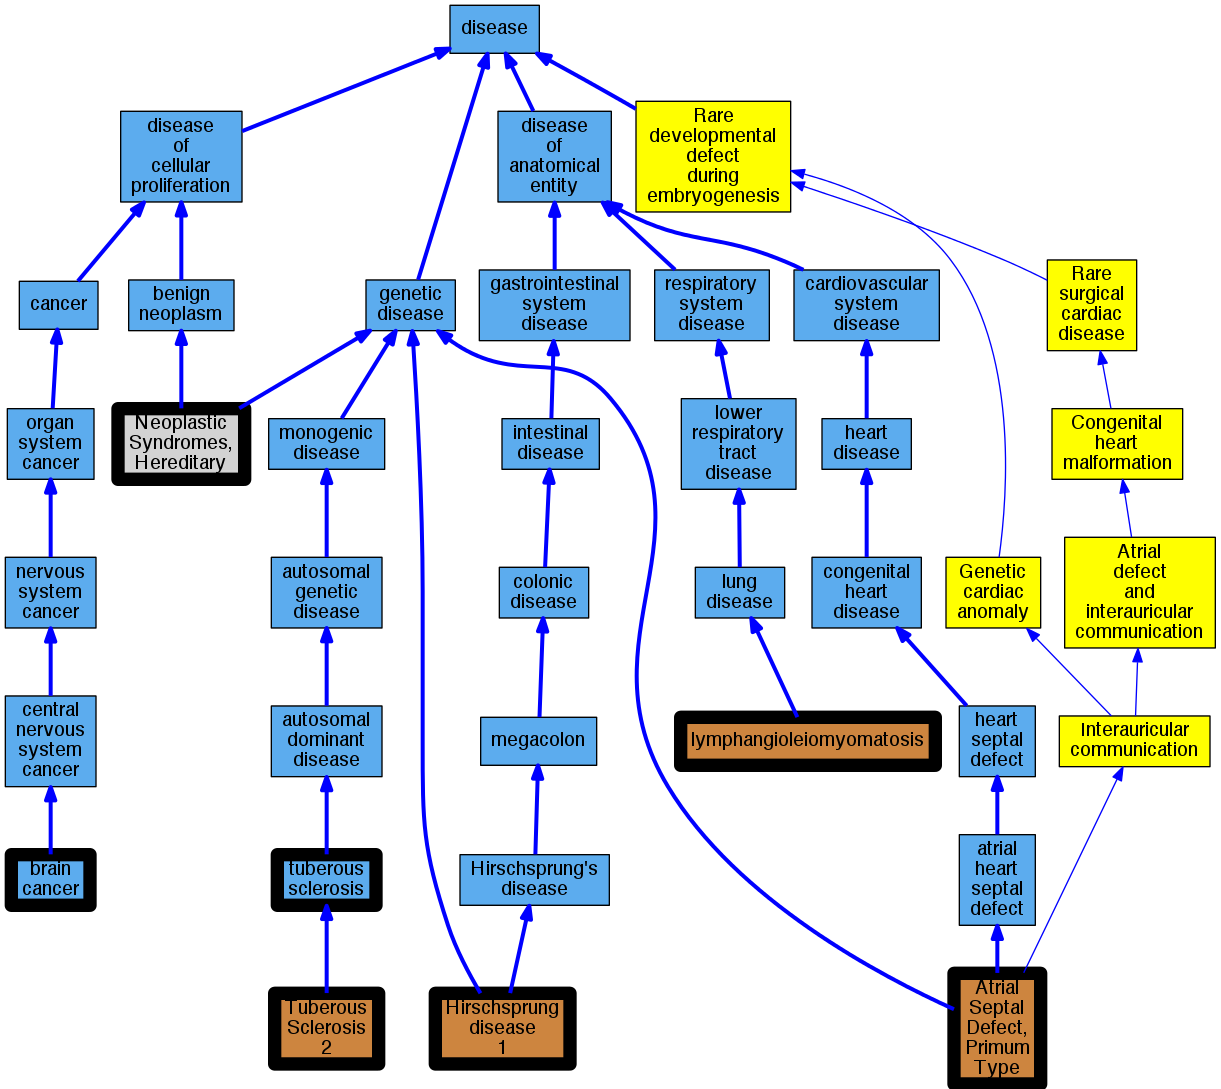 disease
disease
of
cellular
proliferation
disease
of
anatomical
entity
Rare
developmental
defect
during
embryogenesis
cancer
benign
neoplasm
genetic
disease
gastrointestinal
system
disease
respiratory
system
disease
cardiovascular
system
disease
Rare
surgical
cardiac
disease
organ
system
cancer
Neoplastic
Syndromes,
Hereditary
monogenic
disease
intestinal
disease
lower
respiratory
tract
disease
heart
disease
Congenital
heart
malformation
nervous
system
cancer
autosomal
genetic
disease
colonic
disease
lung
disease
congenital
heart
disease
Genetic
cardiac
anomaly
Atrial
defect
and
interauricular
communication
central
nervous
system
cancer
autosomal
dominant
disease
megacolon
lymphangioleiomyomatosis
heart
septal
defect
Interauricular
communication
brain
cancer
tuberous
sclerosis
Hirschsprung's
disease
atrial
heart
septal
defect
Tuberous
Sclerosis
2
Hirschsprung
disease
1
Atrial
Septal
Defect,
Primum
Type